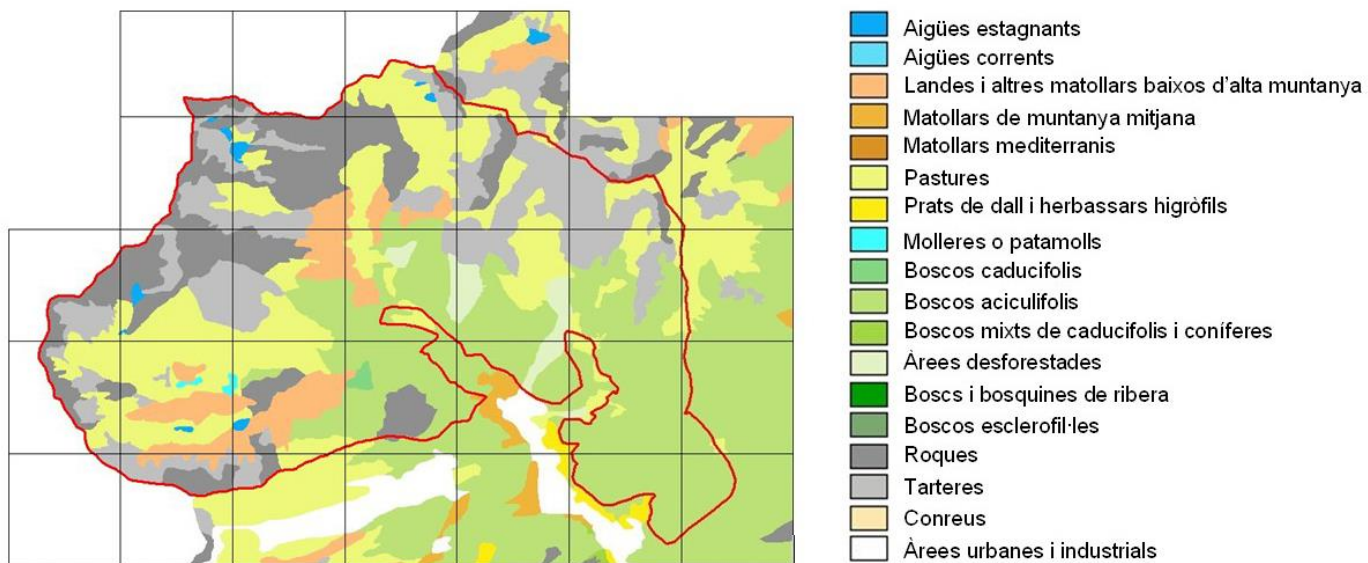 Aigües estagnants
Aigües corrents
Landes i altres matollars baixos d'alta muntanya
Matollars de muntanya mitjana
Matollars mediterranis
Pastures
Prats de dall i herbassars higròfils
Molleres o patamolls
Boscos caducifolis
Boscos aciculifolis
Boscos mixts de caducifolis i coníferes
Àrees desforestades
Boscs i bosquines de ribera
Boscos esclerofil·les
Roques
Tarteres
Conreus
Àrees urbanes i industrials